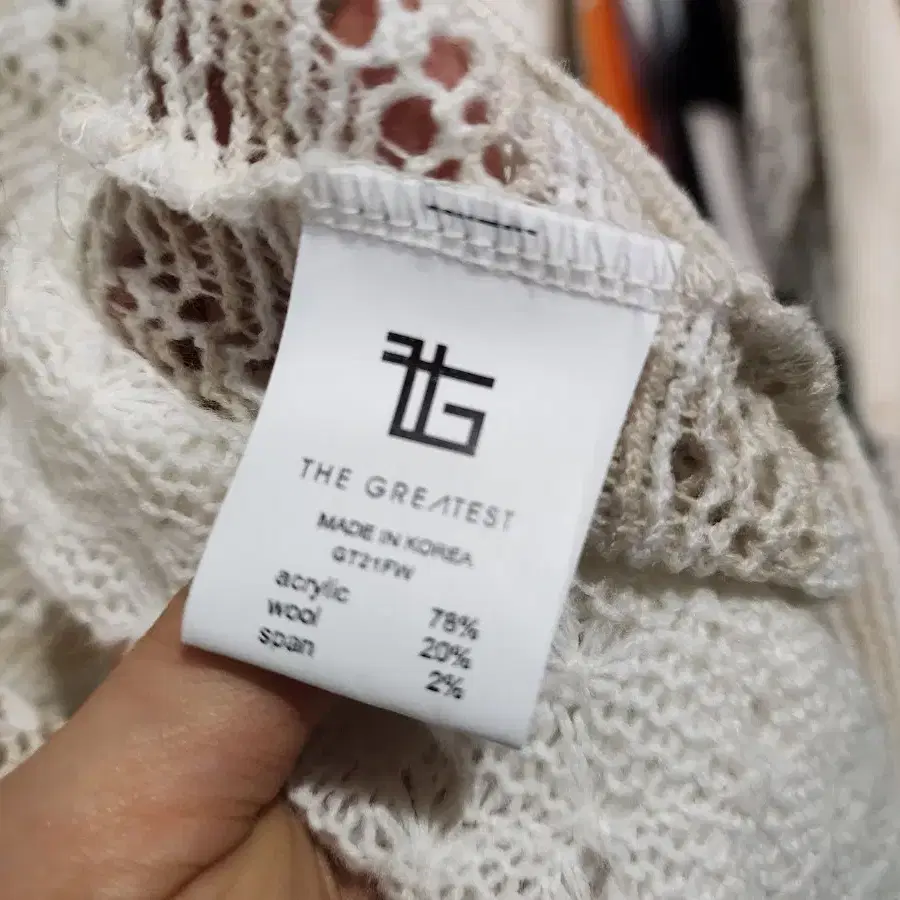 THE GREATEST
MADE IN KOREA
GT21FW
acrylic 78%
wool 20%
span 2%